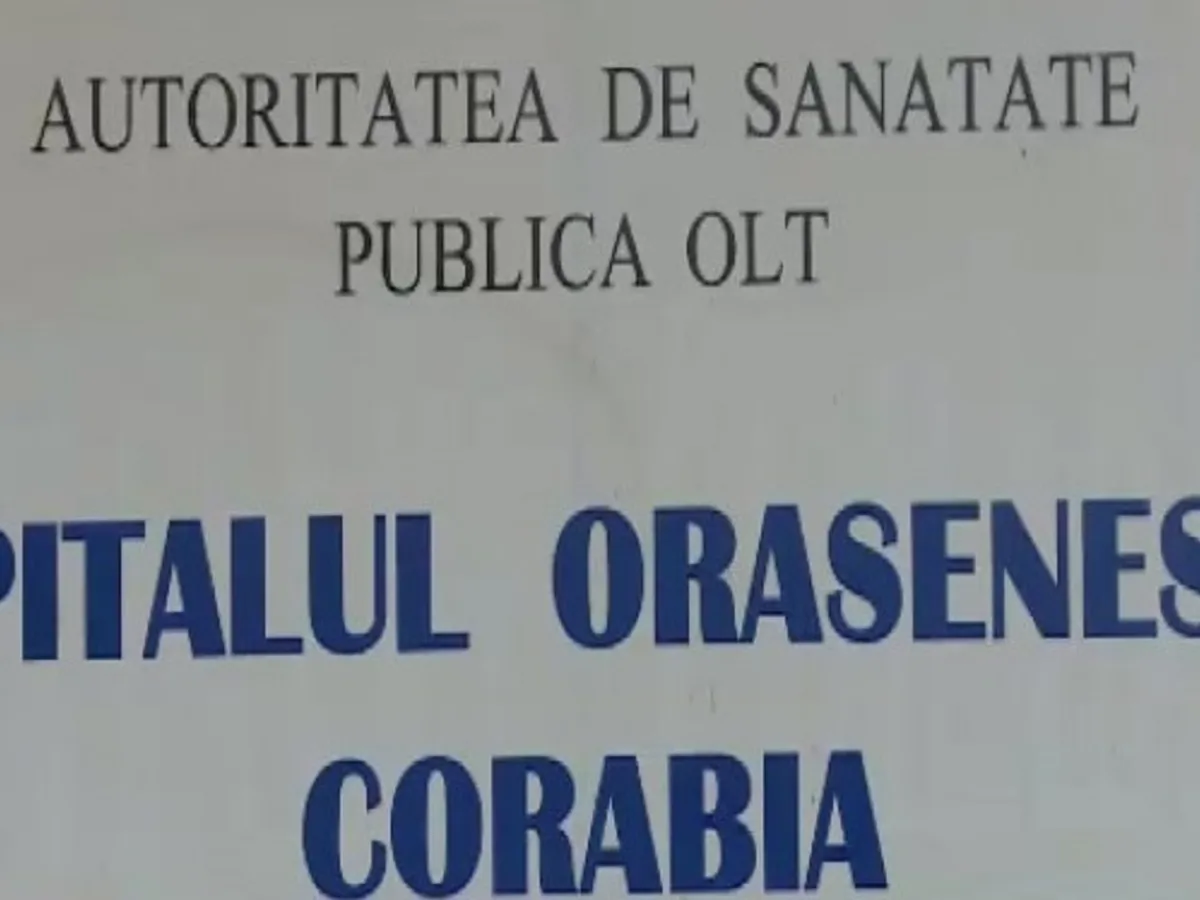 AUTORITATEA DE SANATATE
PUBLICA OLT
PITALUL ORASENES
CORABIA